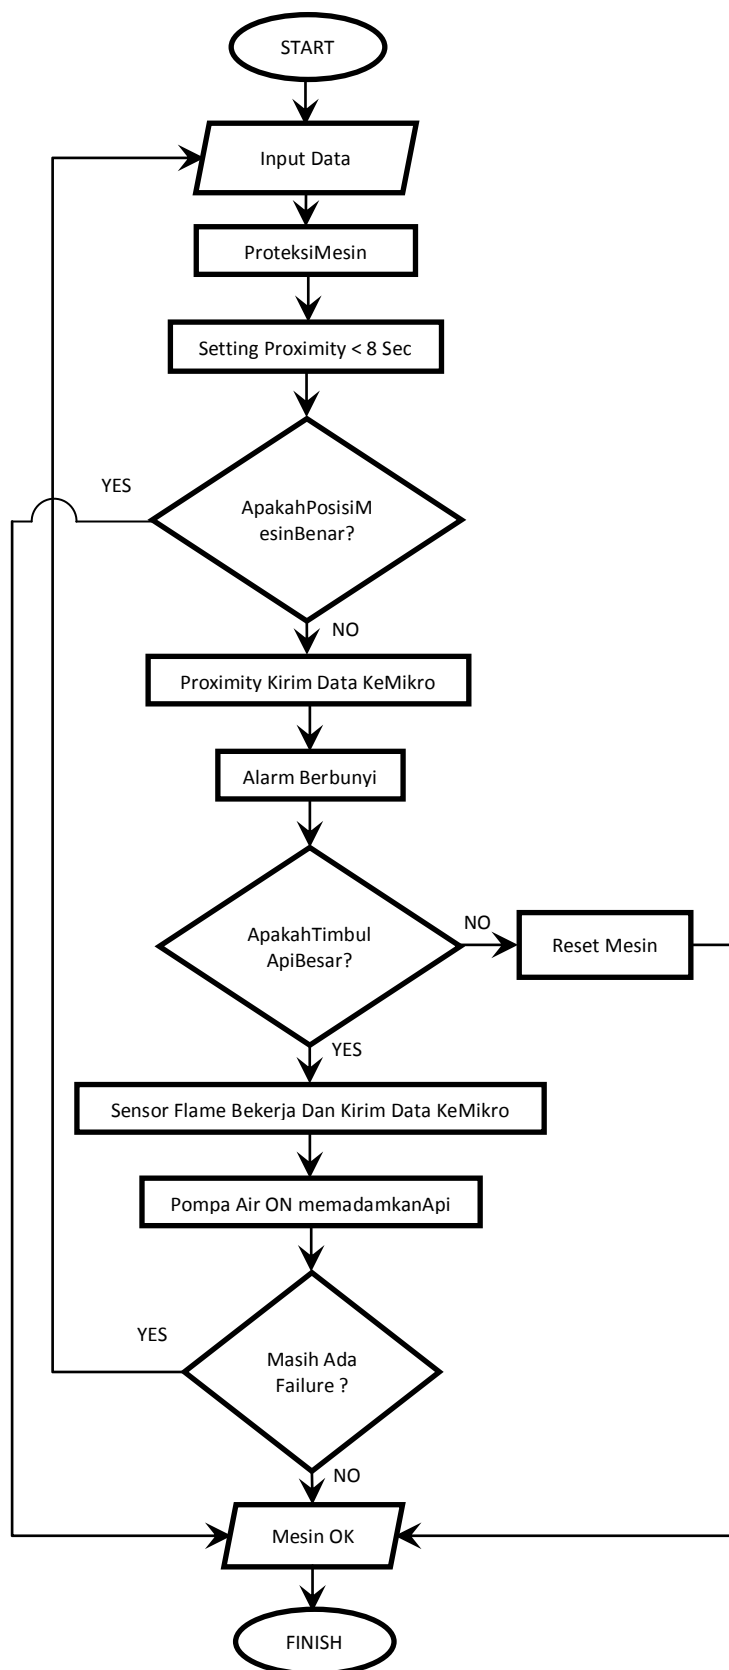 START
Input Data
ProteksiMesin
Setting Proximity < 8 Sec
YES
ApakahPosisiM
esinBenar?
NO
Proximity Kirim Data KeMikro
Alarm Berbunyi
ApakahTimbul
ApiBesar?
NO
Reset Mesin
YES
Sensor Flame Bekerja Dan Kirim Data KeMikro
Pompa Air ON memadamkanApi
YES
Masih Ada
Failure ?
NO
Mesin OK
FINISH